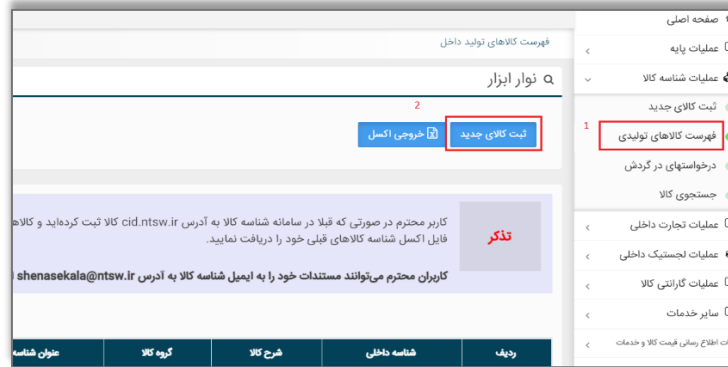 صفحه اصلی
عملیات پایه
عملیات شناسه کالا
ثبت کالای جدید
1
فهرست کالاهای تولیدی
درخواستهای در گردش
جستجوی کالا
عملیات تجارت داخلی
عملیات لجستیک داخلی
عملیات گارانتی کالا
سایر خدمات
اطلاع رسانی قیمت کالا و خدمات
فهرست کالاهای تولید داخل
نوار ابزار
2
ثبت کالای جدید
خروجی اکسل
تذکر
کاربر محترم در صورتی که قبلا در سامانه شناسه کالا به آدرس cid.ntsw.ir کالا ثبت کرده‌اید و
فایل اکسل شناسه کالاهای قبلی خود را دریافت نمایید.
کاربران محترم می‌توانند مستندات خود را به ایمیل شناسه کالا به آدرس shenasekala@ntsw.ir
ردیف شناسه داخلی شرح کالا گروه کالا عنوان شناسه